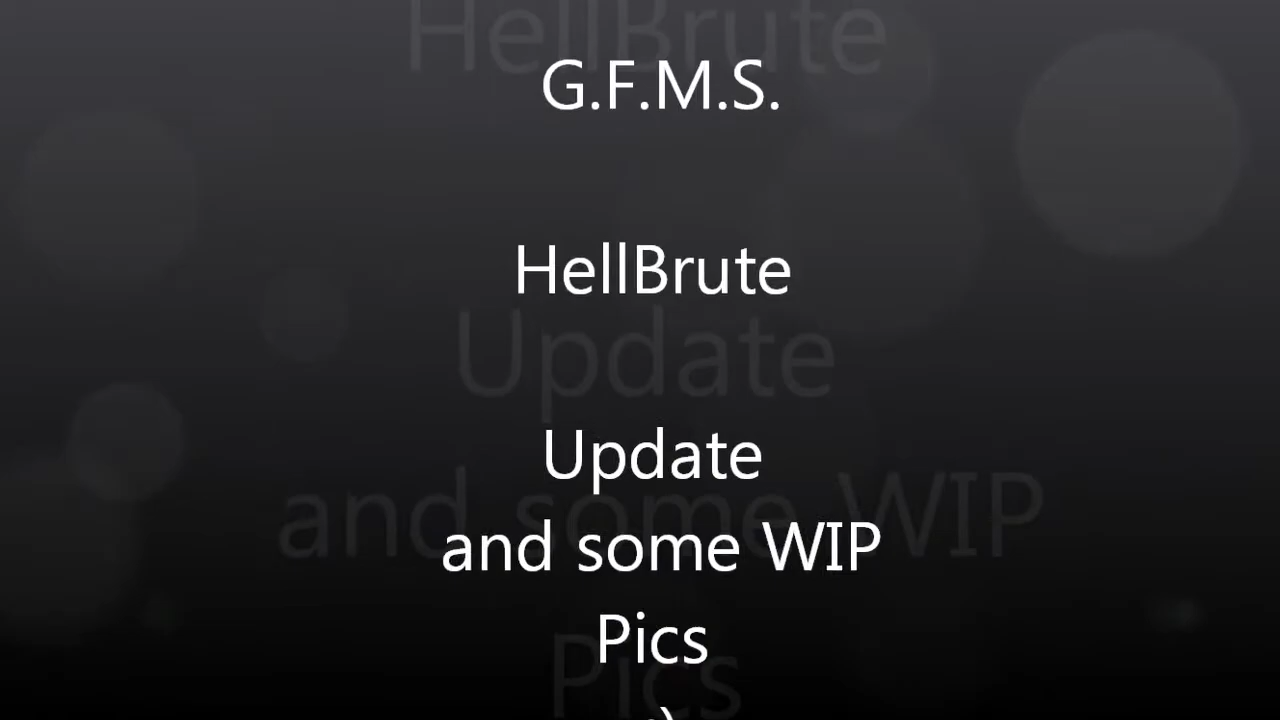 G.F.M.S.
HellBrute
Update
and some WIP
Pics
:)